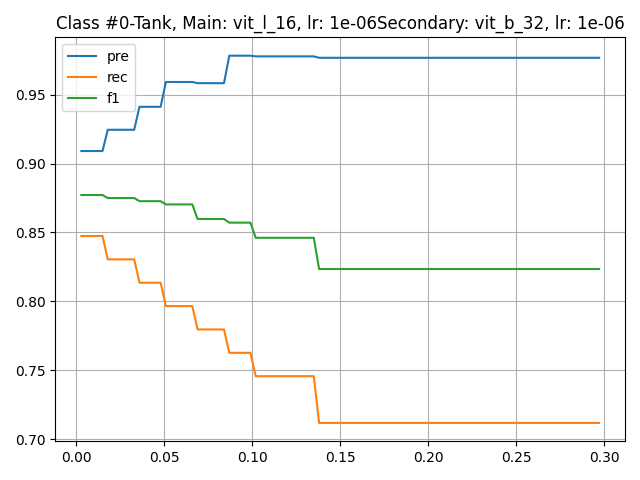 Class #0-Tank, Main: vit_l_16, lr: 1e-06Secondary: vit_b_32, lr: 1e-06
pre
rec
f1
0.95
0.90
0.85
0.80
0.75
0.70
0.00 0.05 0.10 0.15 0.20 0.25 0.30